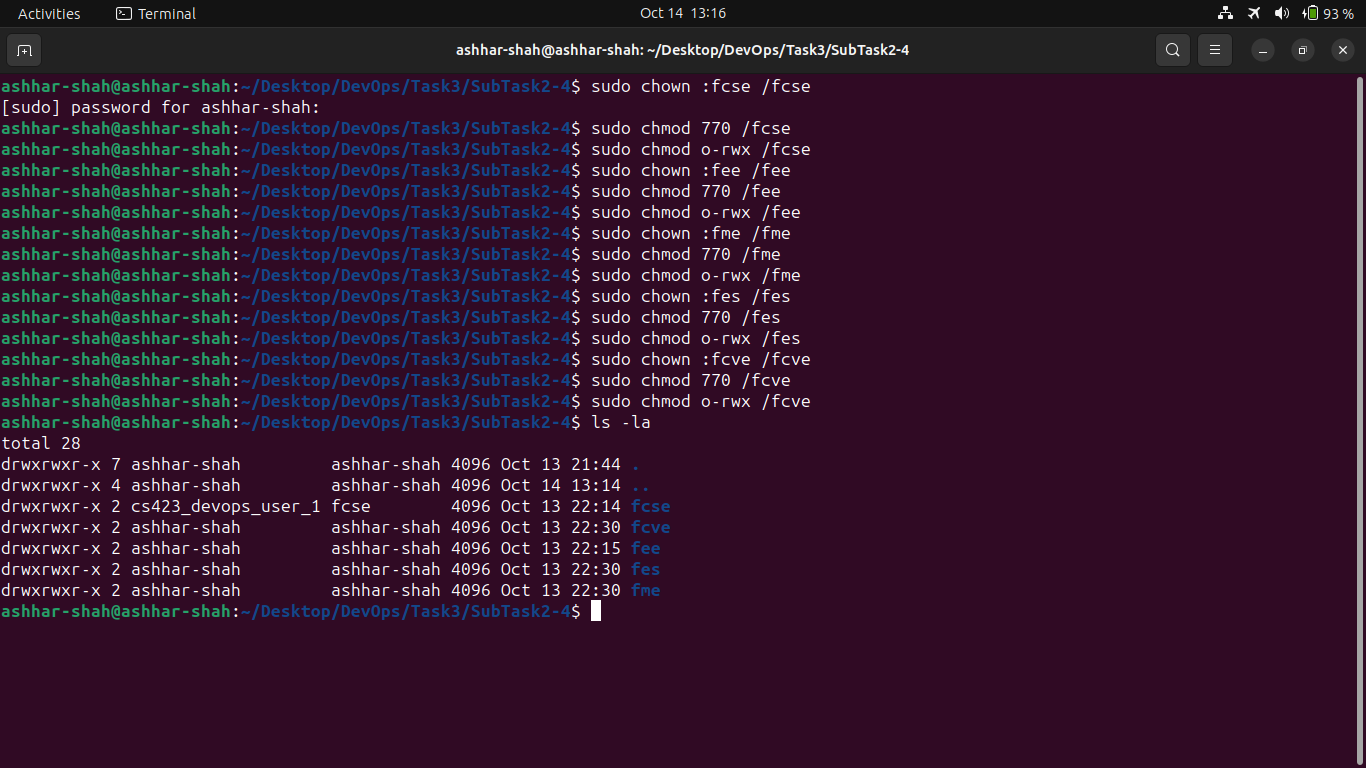 Activities Terminal Oct 14 13:16 93 %
ashhar-shah@ashhar-shah: ~/Desktop/DevOps/Task3/SubTask2-4
ashhar-shah@ashhar-shah:~/Desktop/DevOps/Task3/SubTask2-4$ sudo chown :fcse /fcse
[sudo] password for ashhar-shah:
ashhar-shah@ashhar-shah:~/Desktop/DevOps/Task3/SubTask2-4$ sudo chmod 770 /fcse
ashhar-shah@ashhar-shah:~/Desktop/DevOps/Task3/SubTask2-4$ sudo chmod o-rwx /fcse
ashhar-shah@ashhar-shah:~/Desktop/DevOps/Task3/SubTask2-4$ sudo chown :fee /fee
ashhar-shah@ashhar-shah:~/Desktop/DevOps/Task3/SubTask2-4$ sudo chmod 770 /fee
ashhar-shah@ashhar-shah:~/Desktop/DevOps/Task3/SubTask2-4$ sudo chmod o-rwx /fee
ashhar-shah@ashhar-shah:~/Desktop/DevOps/Task3/SubTask2-4$ sudo chown :fme /fme
ashhar-shah@ashhar-shah:~/Desktop/DevOps/Task3/SubTask2-4$ sudo chmod 770 /fme
ashhar-shah@ashhar-shah:~/Desktop/DevOps/Task3/SubTask2-4$ sudo chmod o-rwx /fme
ashhar-shah@ashhar-shah:~/Desktop/DevOps/Task3/SubTask2-4$ sudo chown :fes /fes
ashhar-shah@ashhar-shah:~/Desktop/DevOps/Task3/SubTask2-4$ sudo chmod 770 /fes
ashhar-shah@ashhar-shah:~/Desktop/DevOps/Task3/SubTask2-4$ sudo chmod o-rwx /fes
ashhar-shah@ashhar-shah:~/Desktop/DevOps/Task3/SubTask2-4$ sudo chown :fcve /fcve
ashhar-shah@ashhar-shah:~/Desktop/DevOps/Task3/SubTask2-4$ sudo chmod 770 /fcve
ashhar-shah@ashhar-shah:~/Desktop/DevOps/Task3/SubTask2-4$ sudo chmod o-rwx /fcve
ashhar-shah@ashhar-shah:~/Desktop/DevOps/Task3/SubTask2-4$ ls -la
total 28
drwxrwxr-x 7 ashhar-shah         ashhar-shah 4096 Oct 13 21:44 .
drwxrwxr-x 4 ashhar-shah         ashhar-shah 4096 Oct 14 13:14 ..
drwxrwxr-x 2 cs423_devops_user_1 fcse        4096 Oct 13 22:14 fcse
drwxrwxr-x 2 ashhar-shah         ashhar-shah 4096 Oct 13 22:30 fcve
drwxrwxr-x 2 ashhar-shah         ashhar-shah 4096 Oct 13 22:15 fee
drwxrwxr-x 2 ashhar-shah         ashhar-shah 4096 Oct 13 22:30 fes
drwxrwxr-x 2 ashhar-shah         ashhar-shah 4096 Oct 13 22:30 fme
ashhar-shah@ashhar-shah:~/Desktop/DevOps/Task3/SubTask2-4$